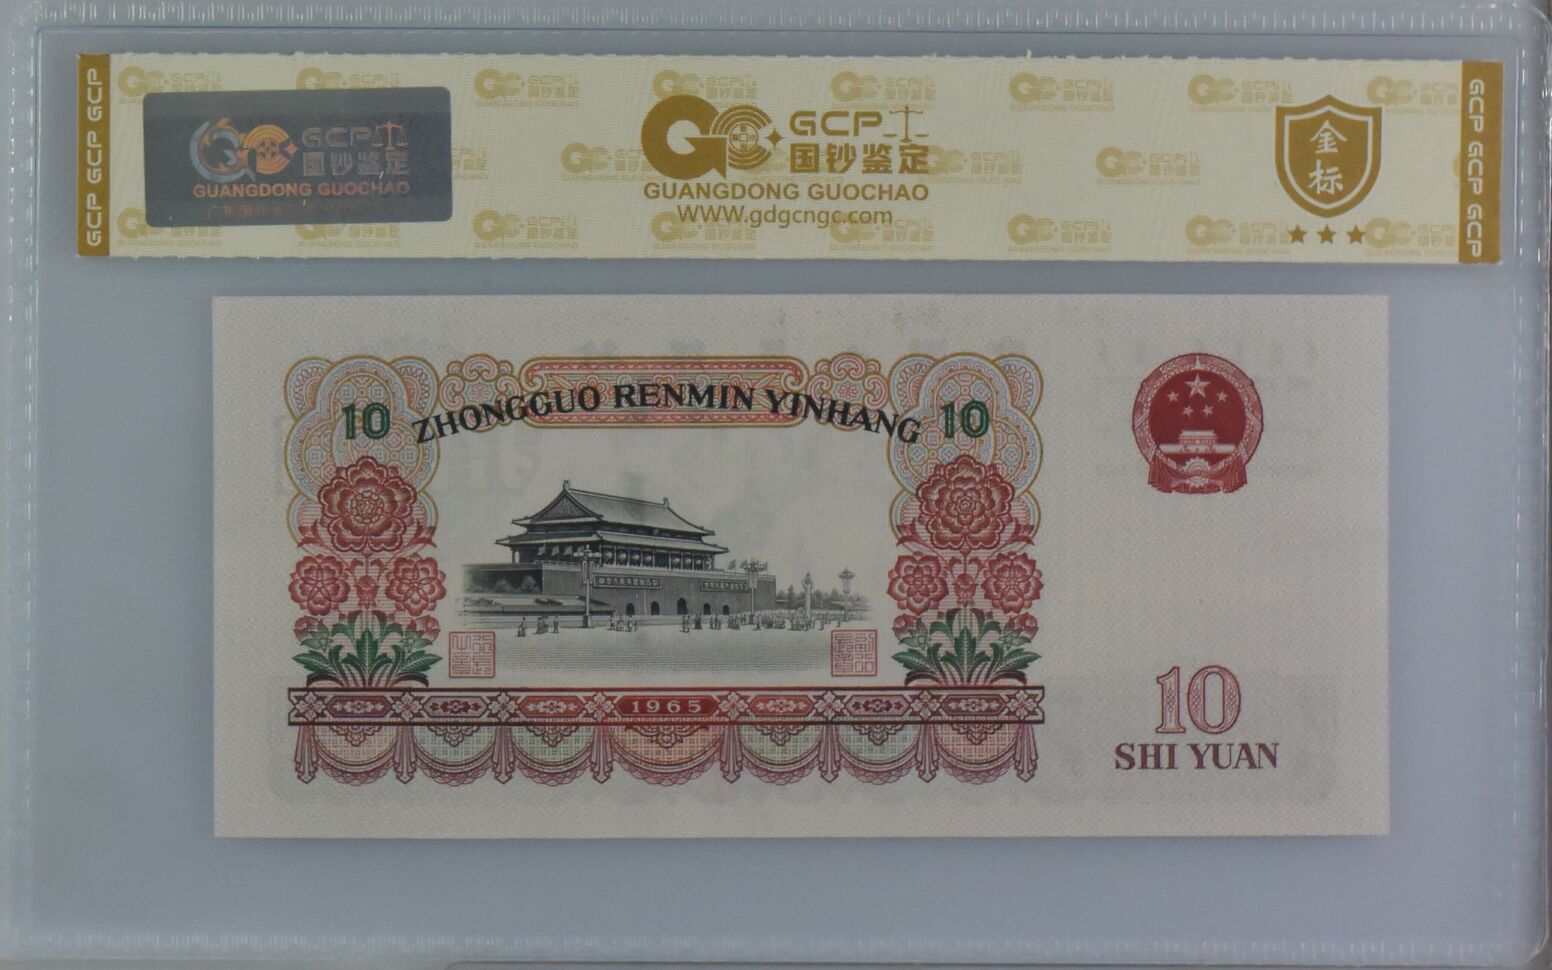 GCP GCP GCP
GCP 国钞鉴定
GUANGDONG GUOCHAO
GCP 国钞鉴定
GUANGDONG GUOCHAO
WWW.gdgcngc.com
金标
GCP GCP GCP
10 ZHONGGUO RENMIN YINHANG 10
1965
10
SHI YUAN